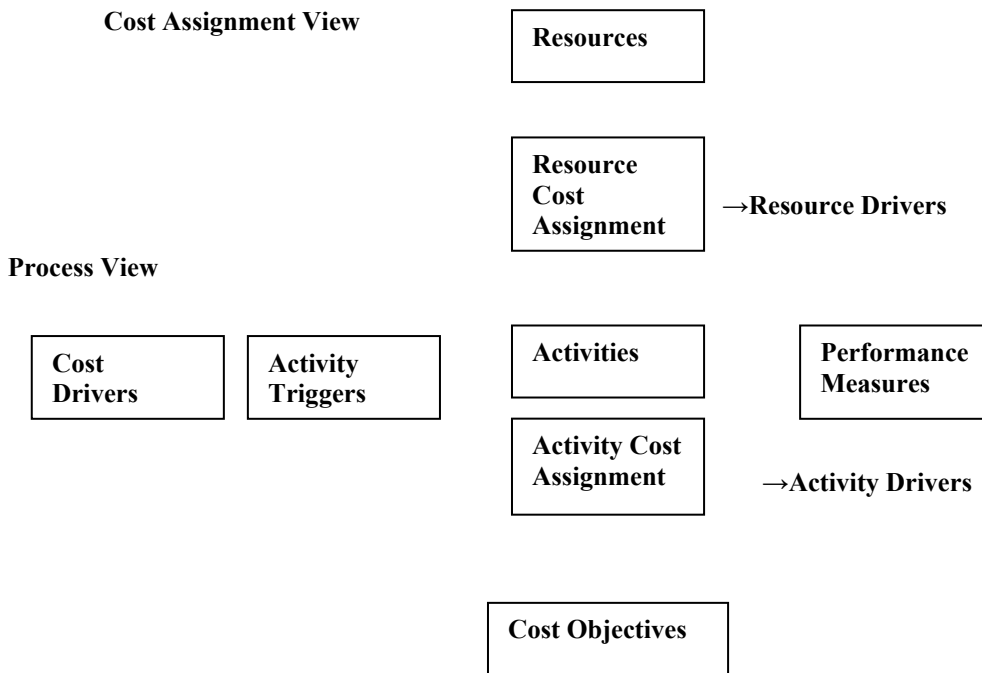 Cost Assignment View
Resources
Resource
Cost
Assignment
→Resource Drivers
Process View
Cost
Drivers
Activity
Triggers
Activities
Performance
Measures
Activity Cost
Assignment
→Activity Drivers
Cost Objectives